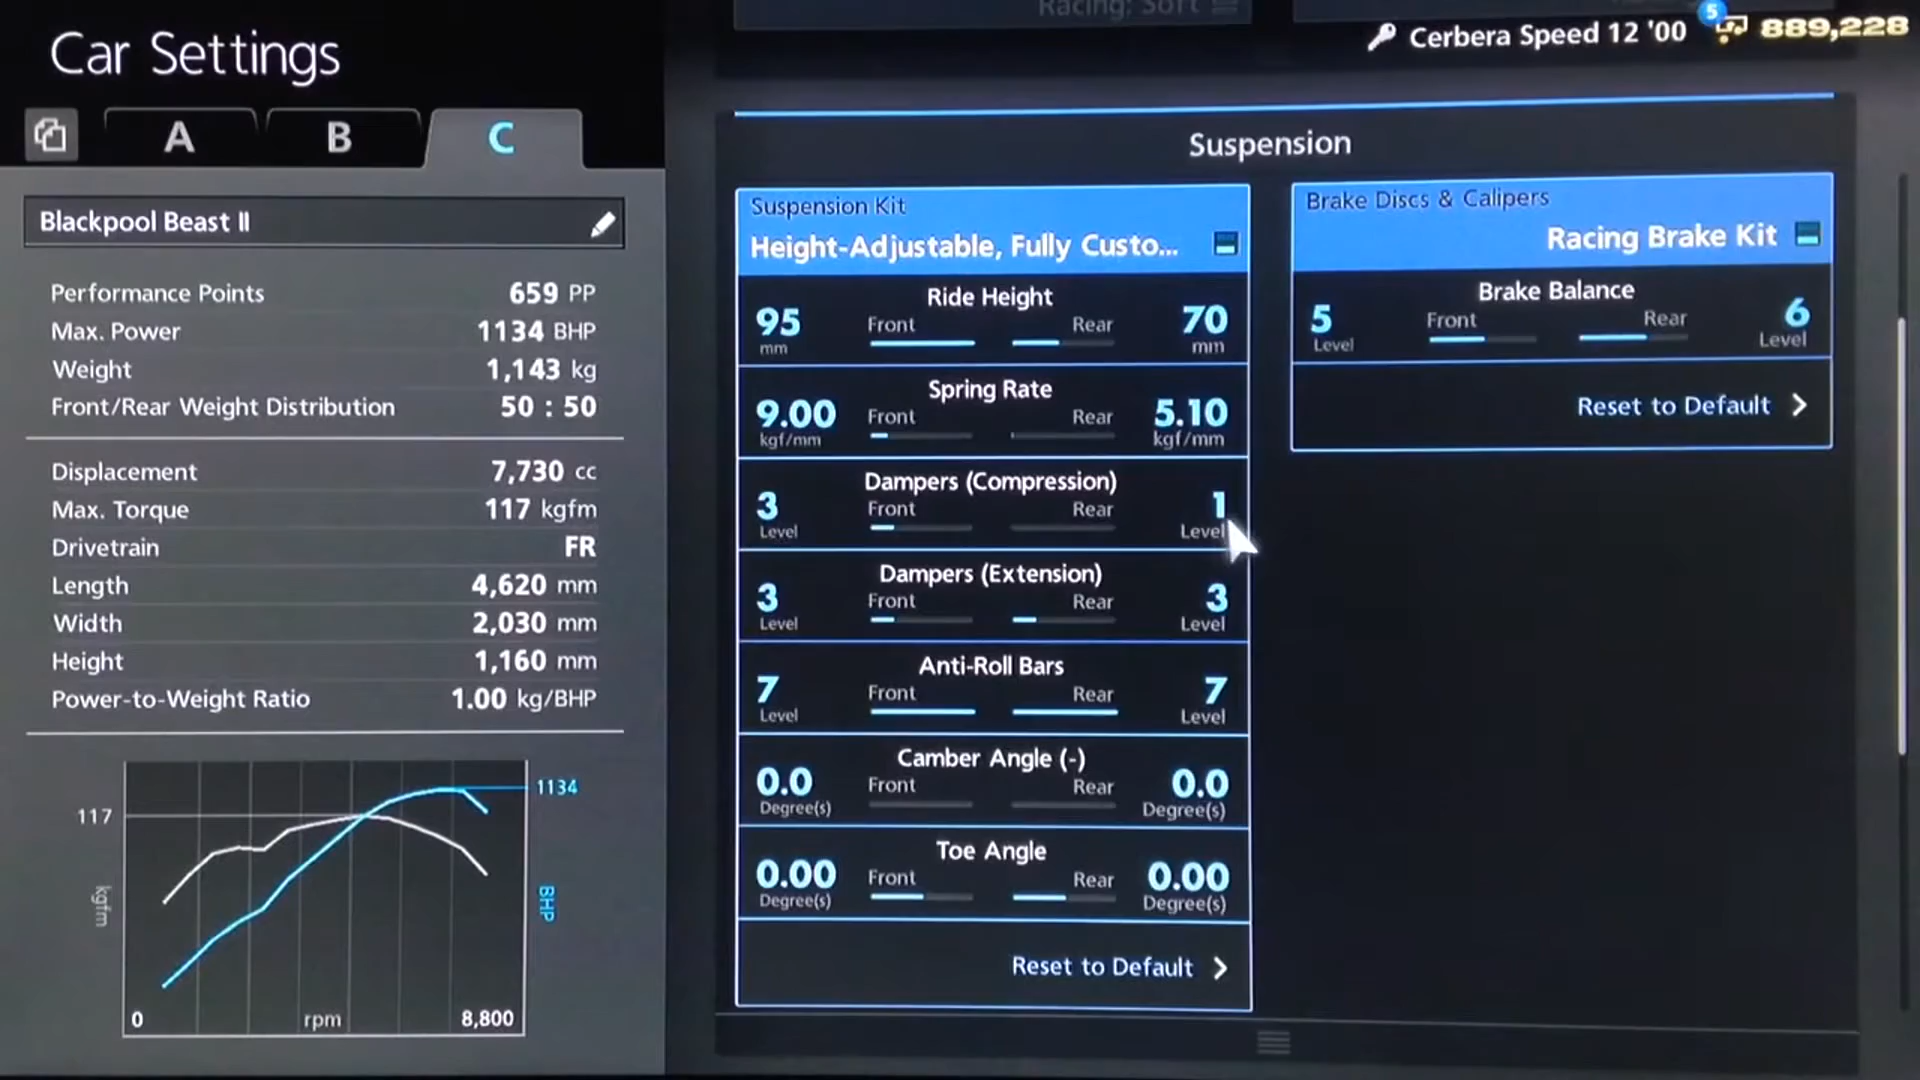 Racing: Soft
Car Settings
Cerbera Speed 12 '00
5
889,228
A
B
C
Blackpool Beast II
Performance Points 659 PP
Max. Power 1134 BHP
Weight 1,143 kg
Front/Rear Weight Distribution 50 : 50
Displacement 7,730 cc
Max. Torque 117 kgfm
Drivetrain FR
Length 4,620 mm
Width 2,030 mm
Height 1,160 mm
Power-to-Weight Ratio 1.00 kg/BHP
1134
117
kgfm
BHP
0 rpm 8,800
Suspension
Suspension Kit
Height-Adjustable, Fully Custo...
Ride Height
95 mm Front Rear 70 mm
Spring Rate
9.00 kgf/mm Front Rear 5.10 kgf/mm
Dampers (Compression)
3 Level Front Rear 1 Level
Dampers (Extension)
3 Level Front Rear 3 Level
Anti-Roll Bars
7 Level Front Rear 7 Level
Camber Angle (-)
0.0 Degree(s) Front Rear 0.0 Degree(s)
Toe Angle
0.00 Degree(s) Front Rear 0.00 Degree(s)
Reset to Default
Brake Discs & Calipers
Racing Brake Kit
Brake Balance
5 Level Front Rear 6 Level
Reset to Default